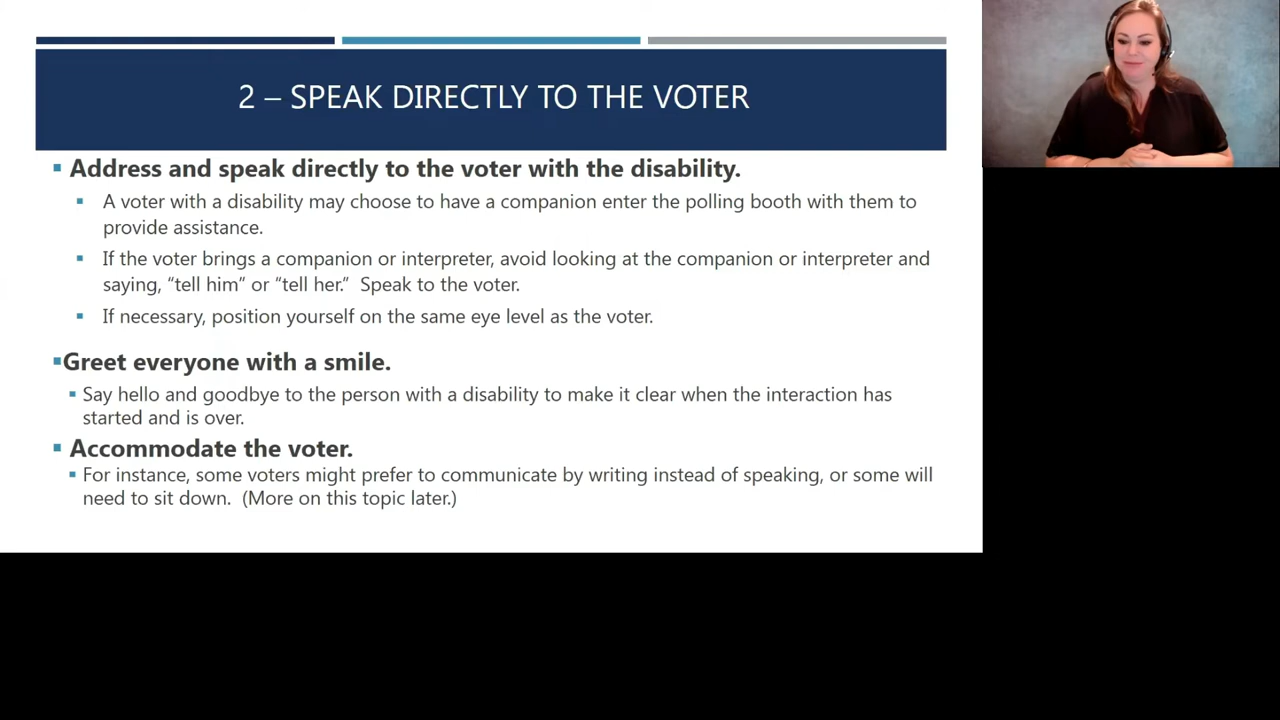 2 – SPEAK DIRECTLY TO THE VOTER
▪ Address and speak directly to the voter with the disability.
▪ A voter with a disability may choose to have a companion enter the polling booth with them to
provide assistance.
▪ If the voter brings a companion or interpreter, avoid looking at the companion or interpreter and
saying, “tell him” or “tell her.”  Speak to the voter.
▪ If necessary, position yourself on the same eye level as the voter.
▪Greet everyone with a smile.
▪ Say hello and goodbye to the person with a disability to make it clear when the interaction has
started and is over.
▪ Accommodate the voter.
▪ For instance, some voters might prefer to communicate by writing instead of speaking, or some will
need to sit down.  (More on this topic later.)